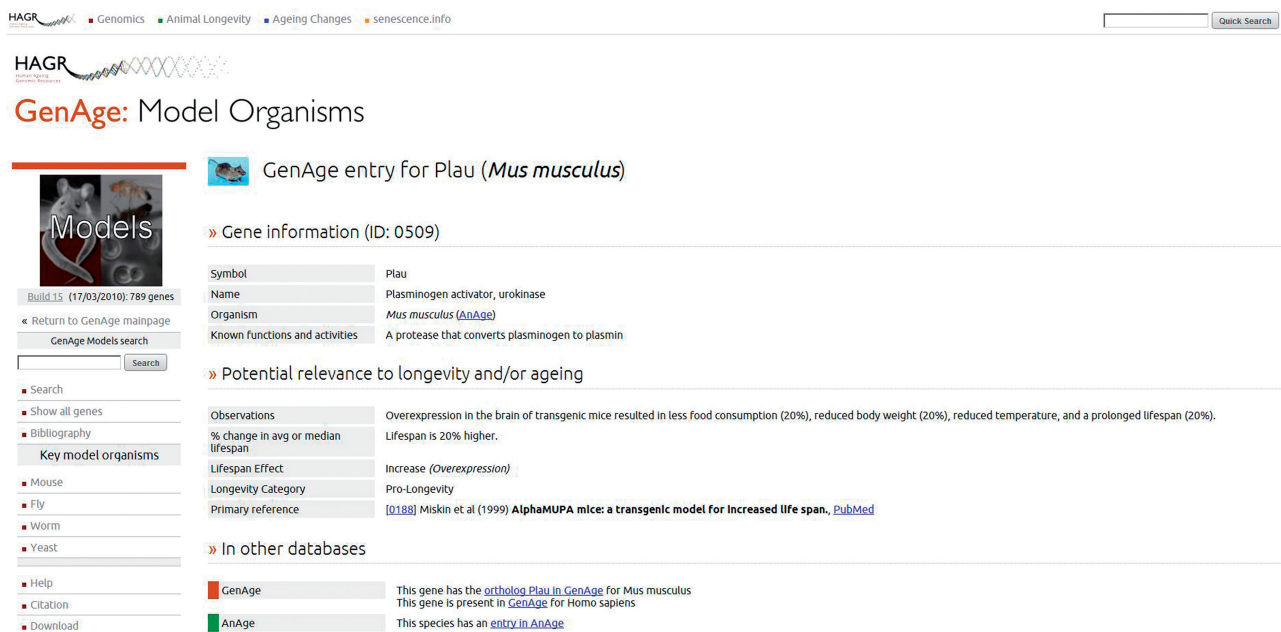 HAGR
■ Genomics ■ Animal Longevity ■ Ageing Changes ■ senescence.info
Quick Search
HAGR
Human Ageing
Genomic Resources
GenAge: Model Organisms
Models
Build 15 (17/03/2010): 789 genes
« Return to GenAge mainpage
GenAge Models search
Search
■ Search
■ Show all genes
■ Bibliography
Key model organisms
■ Mouse
■ Fly
■ Worm
■ Yeast
■ Help
■ Citation
■ Download
GenAge entry for Plau (Mus musculus)
» Gene information (ID: 0509)
Symbol Plau
Name Plasminogen activator, urokinase
Organism Mus musculus (AnAge)
Known functions and activities A protease that converts plasminogen to plasmin
» Potential relevance to longevity and/or ageing
Observations Overexpression in the brain of transgenic mice resulted in less food consumption (20%), reduced body weight (20%), reduced temperature, and a prolonged lifespan (20%).
% change in avg or median Lifespan is 20% higher.
lifespan
Lifespan Effect Increase (Overexpression)
Longevity Category Pro-Longevity
Primary reference [0188] Miskin et al (1999) AlphaMUPA mice: a transgenic model for increased life span., PubMed
» In other databases
GenAge This gene has the ortholog Plau in GenAge for Mus musculus
This gene is present in GenAge for Homo sapiens
AnAge This species has an entry in AnAge